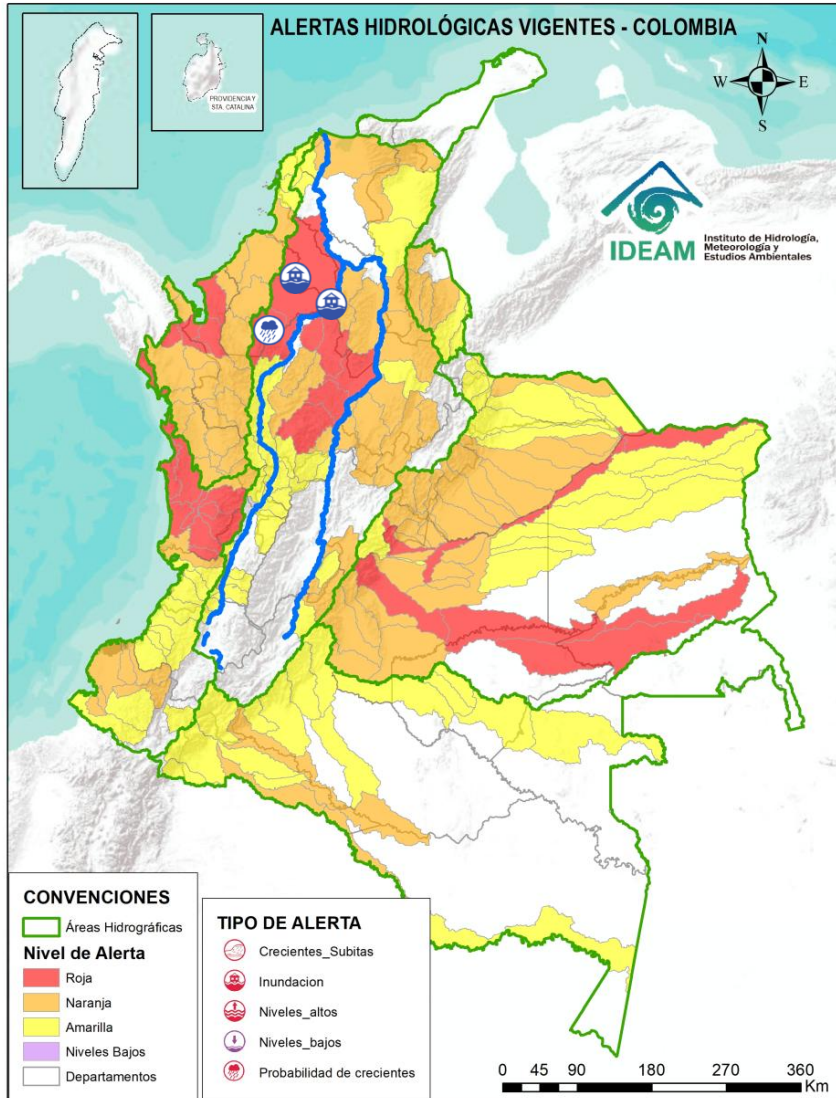 ALERTAS HIDROLÓGICAS VIGENTES - COLOMBIA
PROVIDENCIA Y
STA. CATALINA
N
W
E
S
IDEAM
Instituto de Hidrología,
Meteorología y
Estudios Ambientales
CONVENCIONES
Áreas Hidrográficas
Nivel de Alerta
Roja
Naranja
Amarilla
Niveles Bajos
Departamentos
TIPO DE ALERTA
Crecientes_Subitas
Inundacion
Niveles_altos
Niveles_bajos
Probabilidad de crecientes
0 45 90 180 270 360
Km